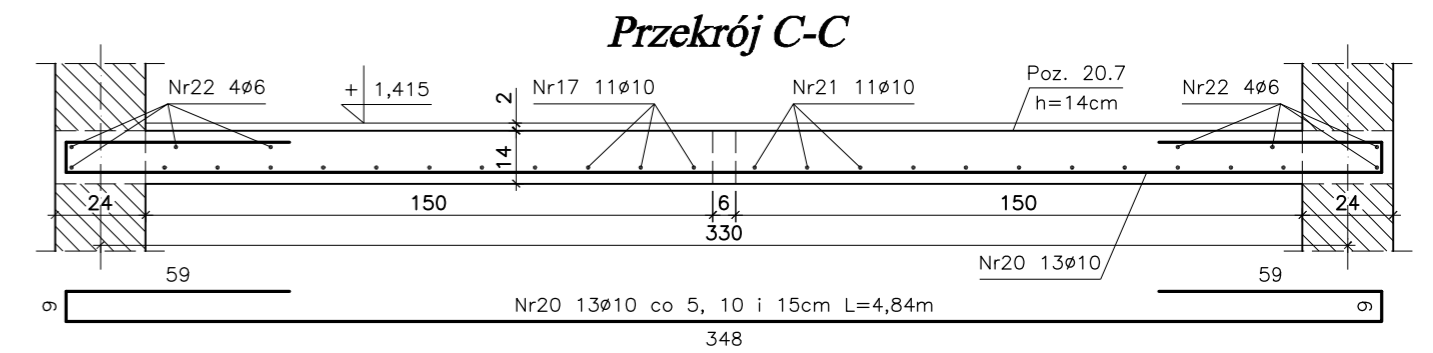 Przekrój C-C
Nr22 4ø6
+ 1,415
2
Nr17 11ø10
Nr21 11ø10
Poz. 20.7
h=14cm
Nr22 4ø6
14
24
150
6
150
24
330
Nr20 13ø10
59
59
9
Nr20 13ø10 co 5, 10 i 15cm L=4,84m
9
348